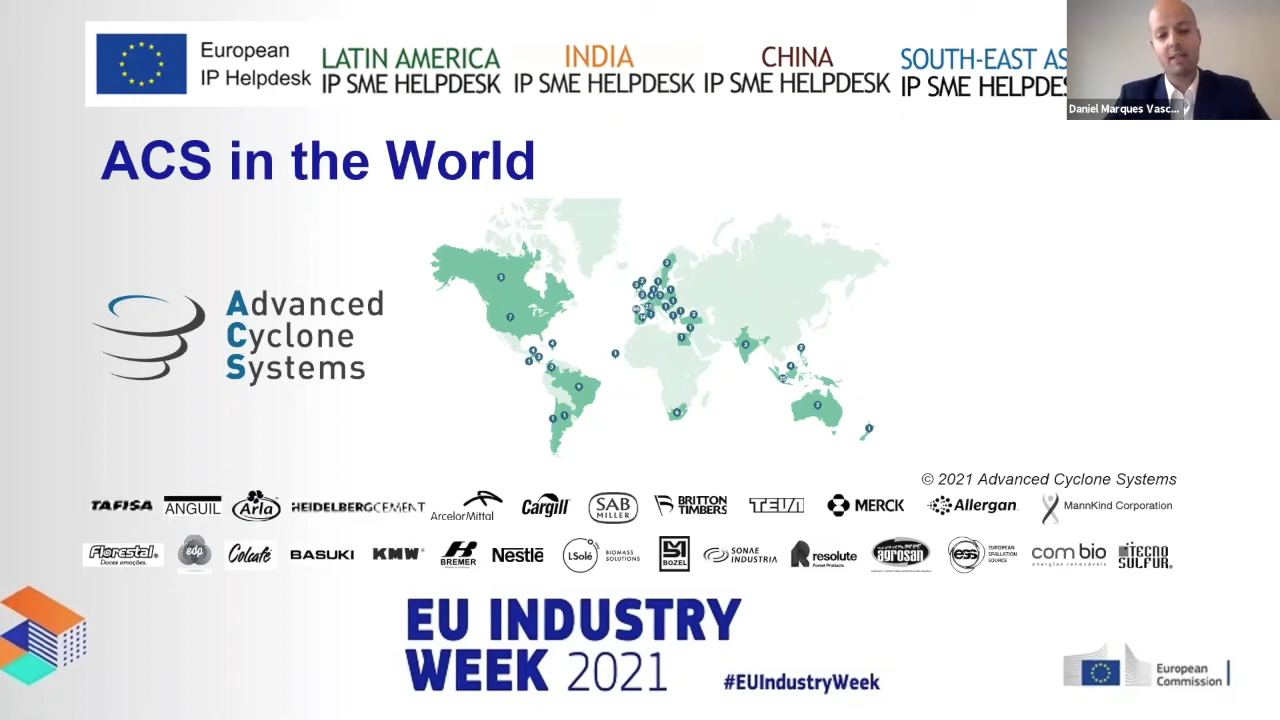 European
IP Helpdesk
LATIN AMERICA
IP SME HELPDESK
INDIA
IP SME HELPDESK
CHINA
IP SME HELPDESK
SOUTH-EAST AS
IP SME HELPDES
Daniel Marques Vasc...
ACS in the World
Advanced
Cyclone
Systems
© 2021 Advanced Cyclone Systems
TAFISA
ANGUIL
Arla
HEIDELBERGCEMENT
ArcelorMittal
Cargill
SAB
MILLER
BRITTON
TIMBERS
TEVA
MERCK
Allergan
MannKind Corporation
Florestal
Doces emoções.
edp
Colcafé
BASUKI
KMW
BREMER
Nestlē
LSolé
BIOMASS
SOLUTIONS
BOZEL
SONAE
INDUSTRIA
resolute
Forest Products
agrosan
ess
EUROPEAN
SPALLATION
SOURCE
com bio
energias renováveis
TECNO
SULFUR
EU INDUSTRY
WEEK 2021
#EUIndustryWeek
European
Commission